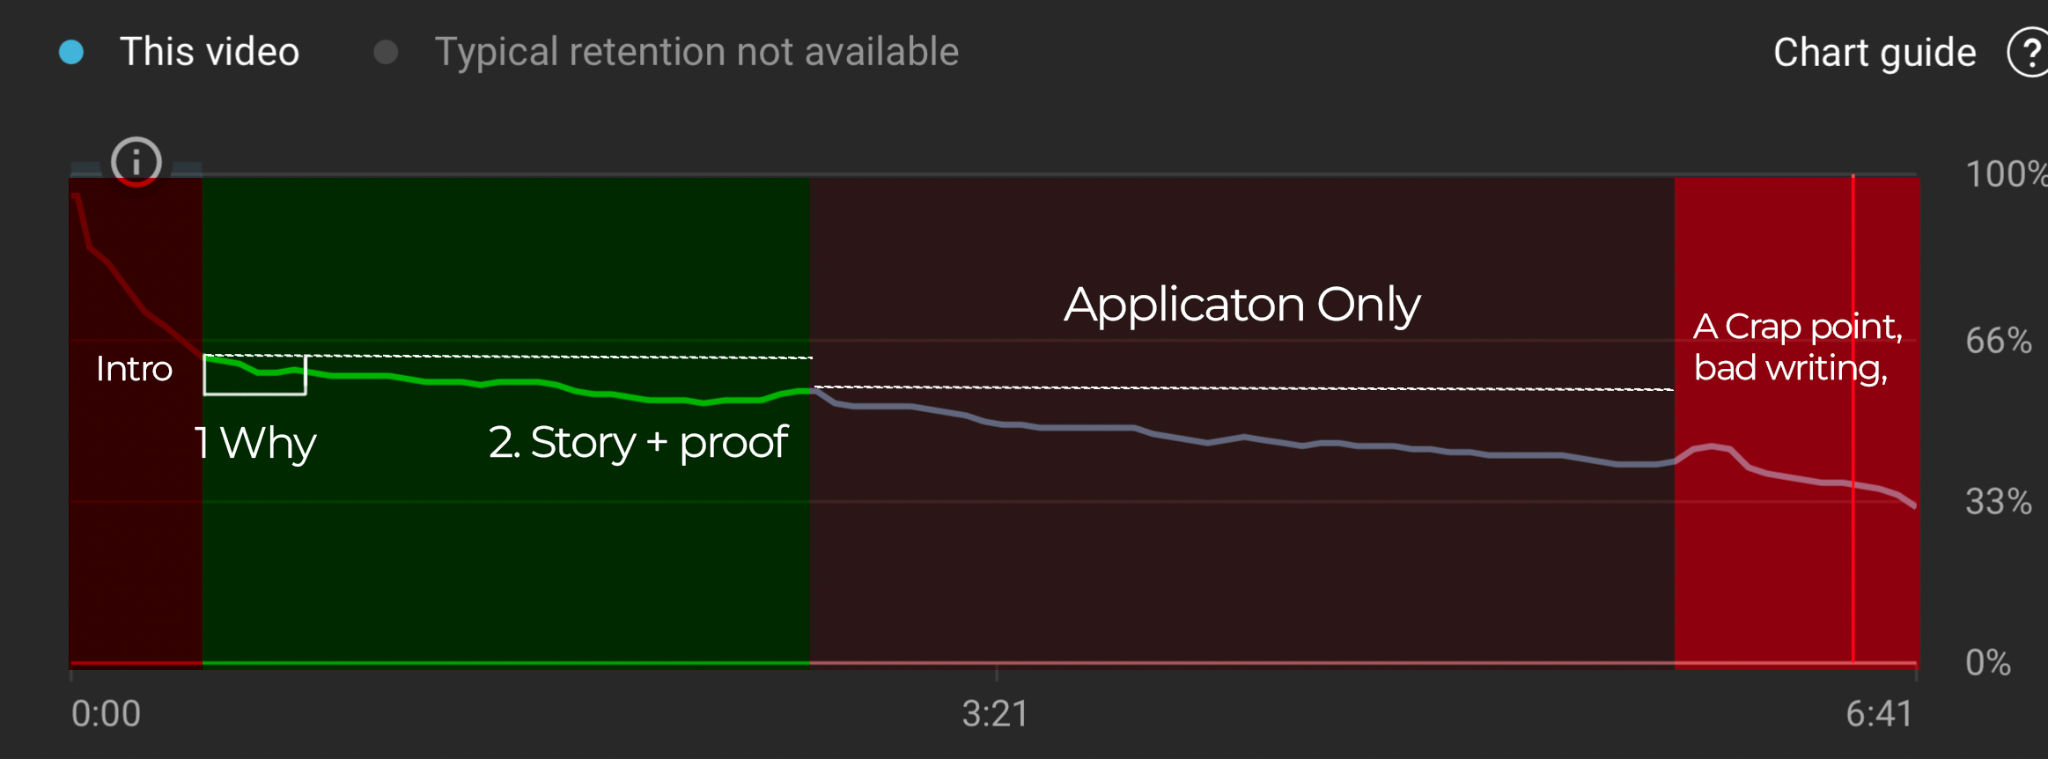 This video
Typical retention not available
Chart guide ?
i
100%
Applicaton Only
A Crap point,
bad writing,
66%
Intro
1 Why
2. Story + proof
33%
0%
0:00
3:21
6:41